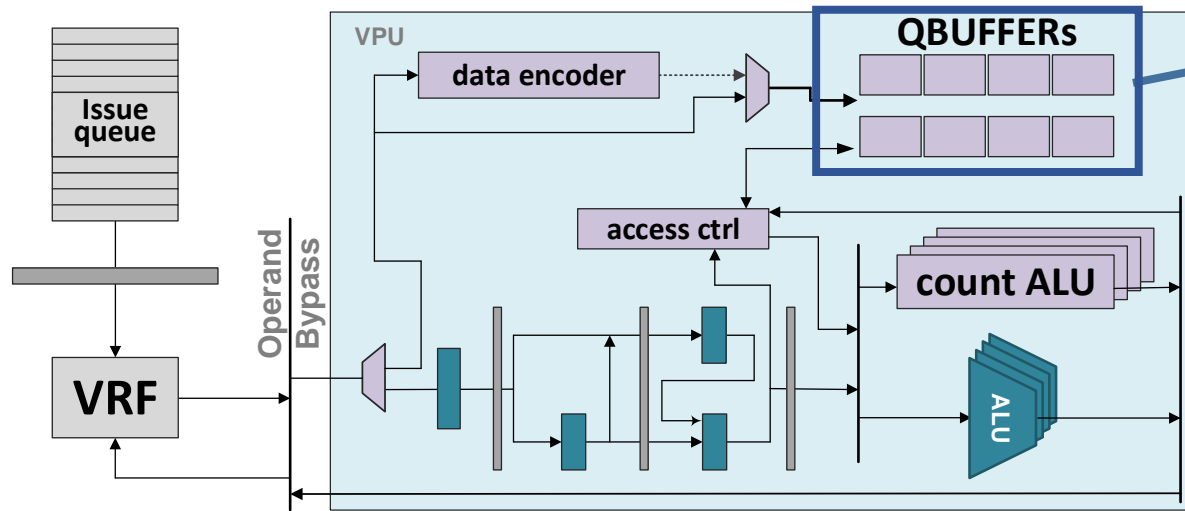 VPU
QBUFFERs
data encoder
Issue
queue
access ctrl
Operand
Bypass
count ALU
VRF
ALU